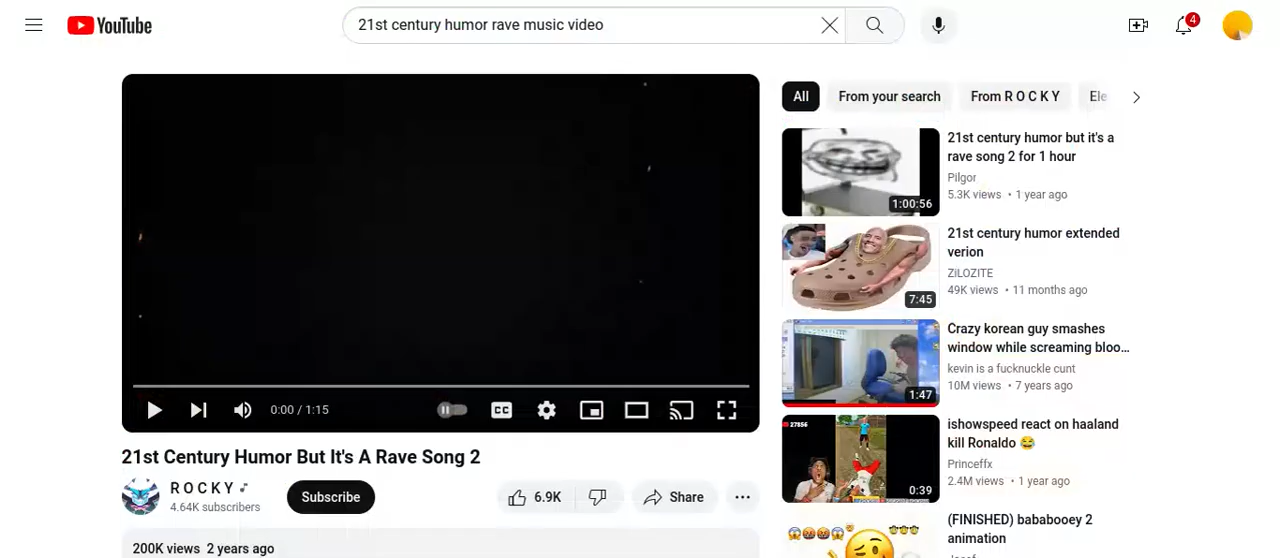 YouTube
21st century humor rave music video
4
All
From your search
From R O C K Y
Ele
21st century humor but it's a
rave song 2 for 1 hour
Pilgor
5.3K views • 1 year ago
1:00:56
21st century humor extended
verion
ZiLOZITE
49K views • 11 months ago
7:45
Crazy korean guy smashes
window while screaming bloo...
kevin is a fucknuckle cunt
10M views • 7 years ago
1:47
27856
ishowspeed react on haaland
kill Ronaldo 😂
Princeffx
2.4M views • 1 year ago
0:39
(FINISHED) bababooey 2
animation
0:00 / 1:15
CC
21st Century Humor But It's A Rave Song 2
R O C K Y
4.64K subscribers
Subscribe
6.9K
Share
200K views 2 years ago